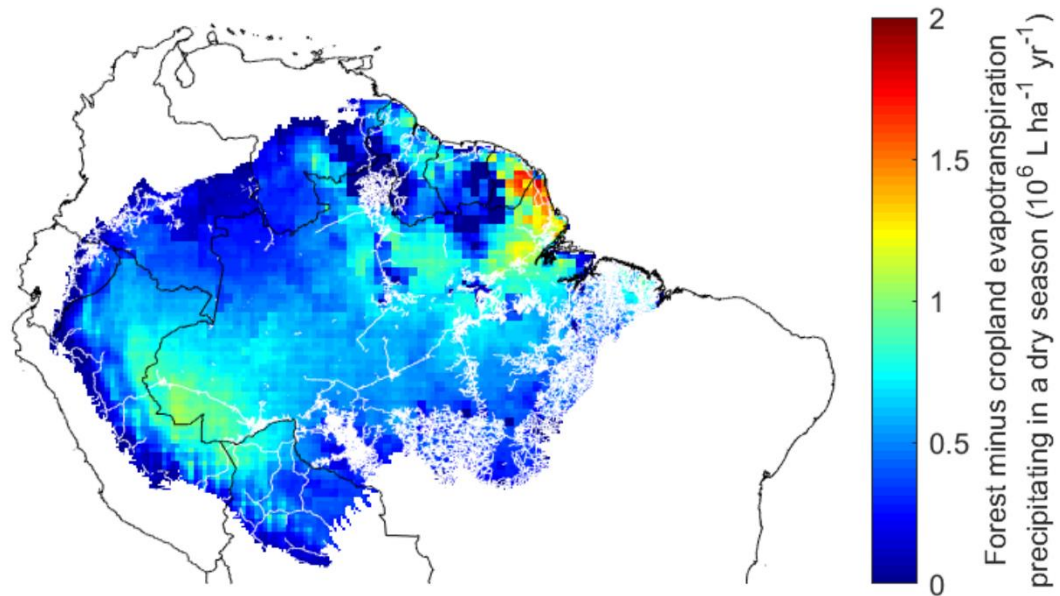 2
1.5
1
0.5
0
Forest minus cropland evapotranspiration
precipitating in a dry season (10⁶ L ha⁻¹ yr⁻¹)